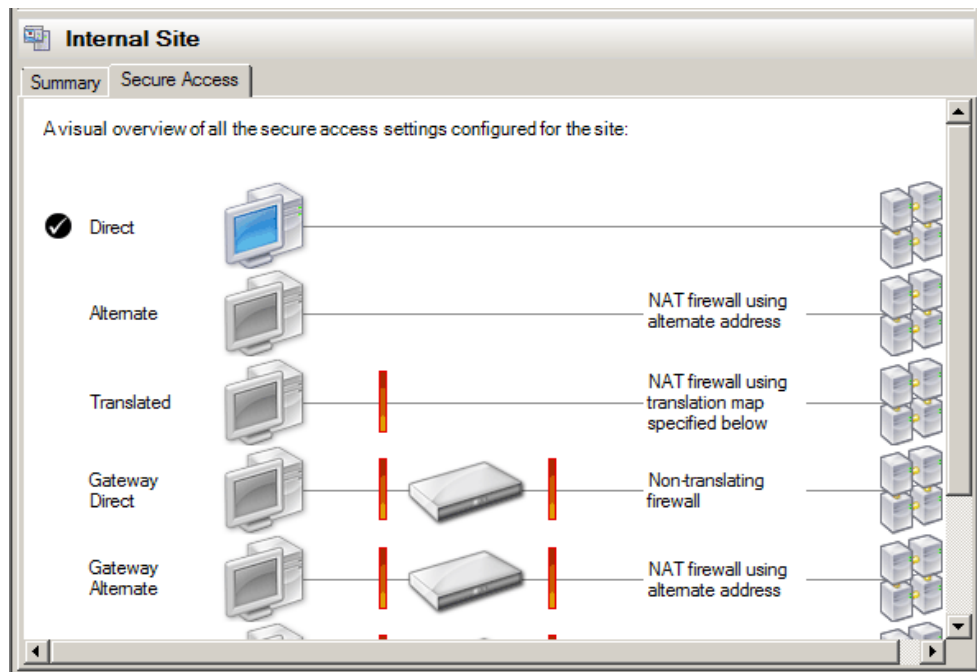 Internal Site
Summary
Secure Access
A visual overview of all the secure access settings configured for the site:
Direct
Alternate
NAT firewall using
alternate address
Translated
NAT firewall using
translation map
specified below
Gateway
Direct
Non-translating
firewall
Gateway
Alternate
NAT firewall using
alternate address